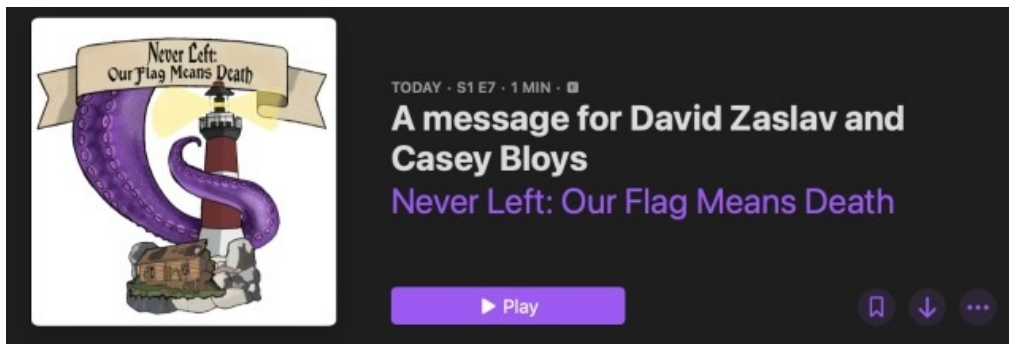 Never Left:
Our Flag Means Death
TODAY · S1 E7 · 1 MIN · E
A message for David Zaslav and
Casey Bloys
Never Left: Our Flag Means Death
Play